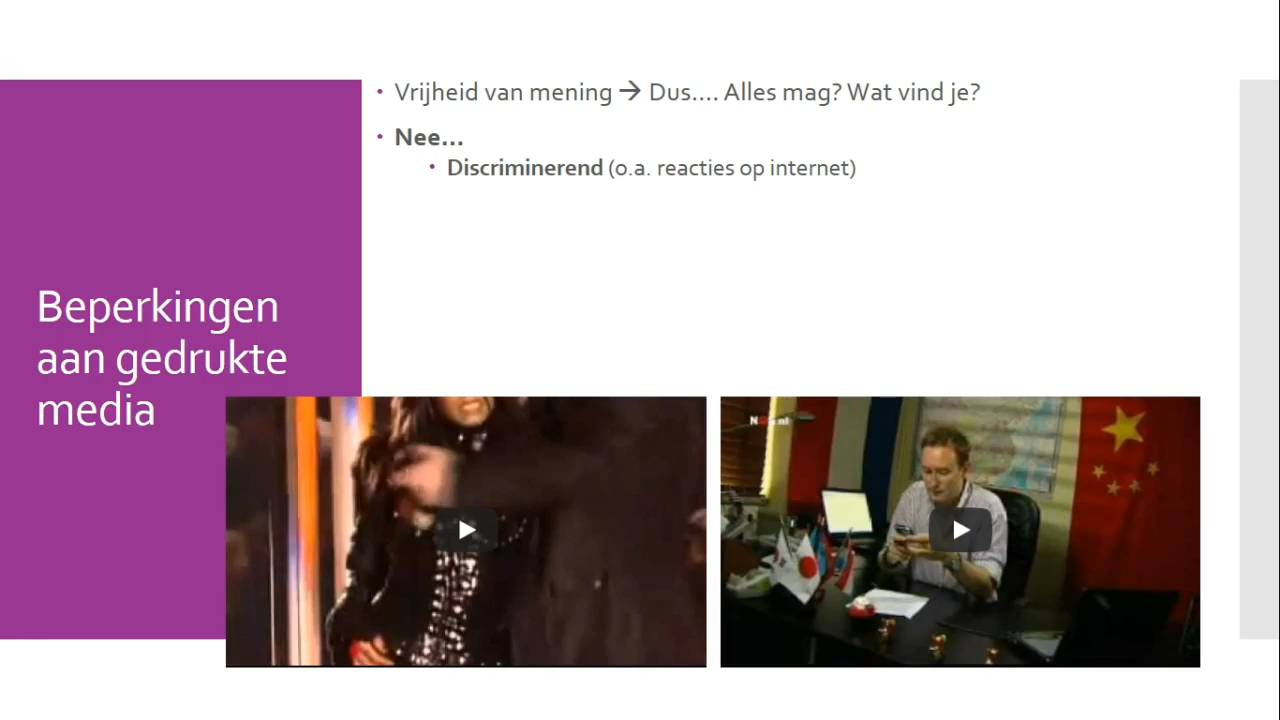 Vrijheid van mening → Dus.... Alles mag? Wat vind je?
Nee...
Discriminerend (o.a. reacties op internet)
Beperkingen
aan gedrukte
media